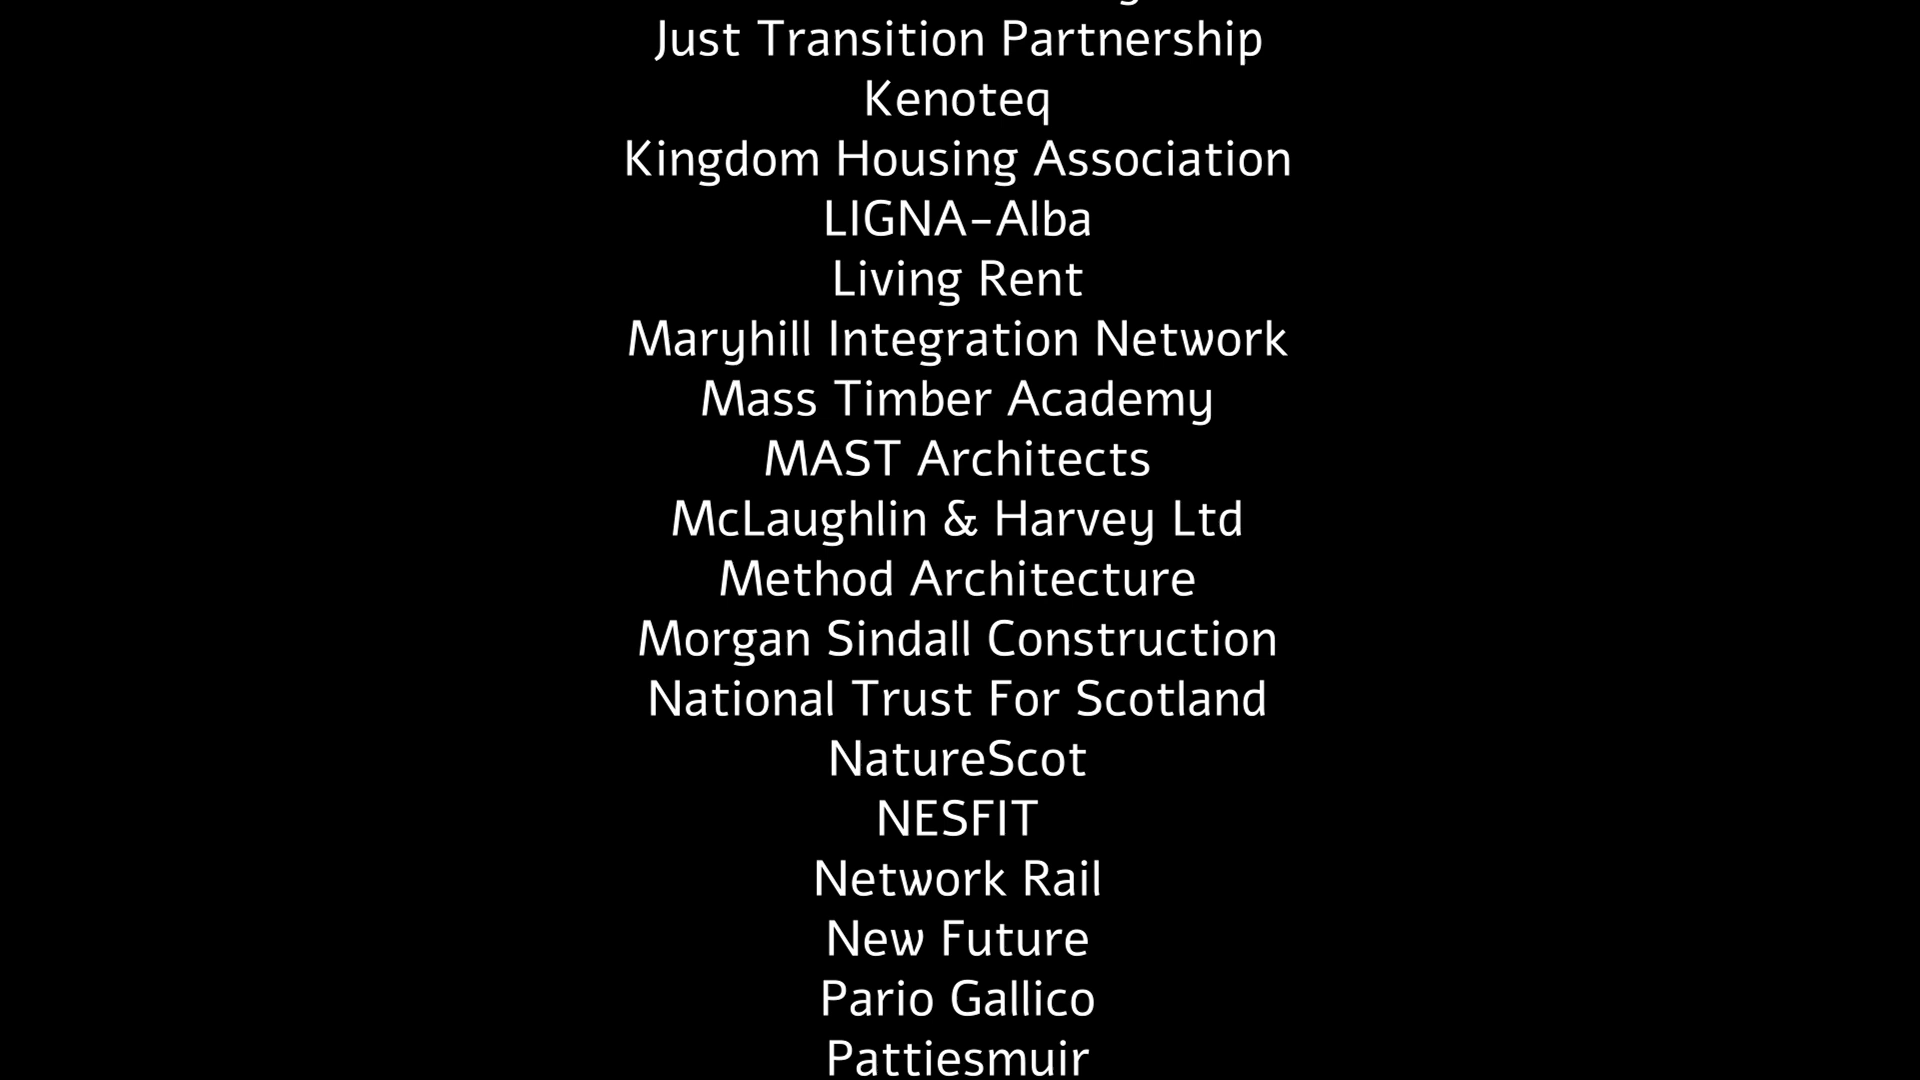 Just Transition Partnership
Kenoteq
Kingdom Housing Association
LIGNA-Alba
Living Rent
Maryhill Integration Network
Mass Timber Academy
MAST Architects
McLaughlin & Harvey Ltd
Method Architecture
Morgan Sindall Construction
National Trust For Scotland
NatureScot
NESFIT
Network Rail
New Future
Pario Gallico
Pattiesmuir